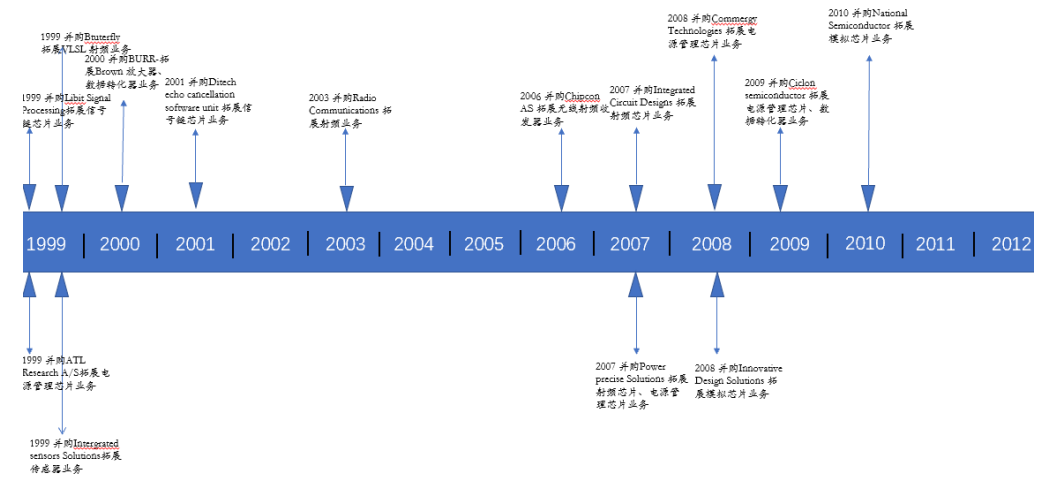 1999 并购Btuterfly
拓展VLSL 射频业务
2000 并购BURR-拓
展Brown 放大器、
数据转化器业务
1999 并购Libit Signal
Processing拓展信号
链芯片业务
2001 并购Ditech
echo cancellation
software unit 拓展信
号链芯片业务
2003 并购Radio
Communications 拓
展射频业务
2006 并购Chipcon
AS 拓展无线射频收
发器业务
2007 并购Integrated
Circuit Designs 拓展
射频芯片业务
2008 并购Commergy
Technologies 拓展电
源管理芯片业务
2009 并购Ciclon
semiconductor 拓展
电源管理芯片、数
据转化器业务
2010 并购National
Semiconductor 拓展
模拟芯片业务
1999
2000
2001
2002
2003
2004
2005
2006
2007
2008
2009
2010
2011
2012
1999 并购ATL
Research A/S拓展电
源管理芯片业务
1999 并购Intergrated
sensors Solutions拓展
传感器业务
2007 并购Power
precise Solutions 拓展
射频芯片、电源管
理芯片业务
2008 并购Innovative
Design Solutions 拓
展模拟芯片业务